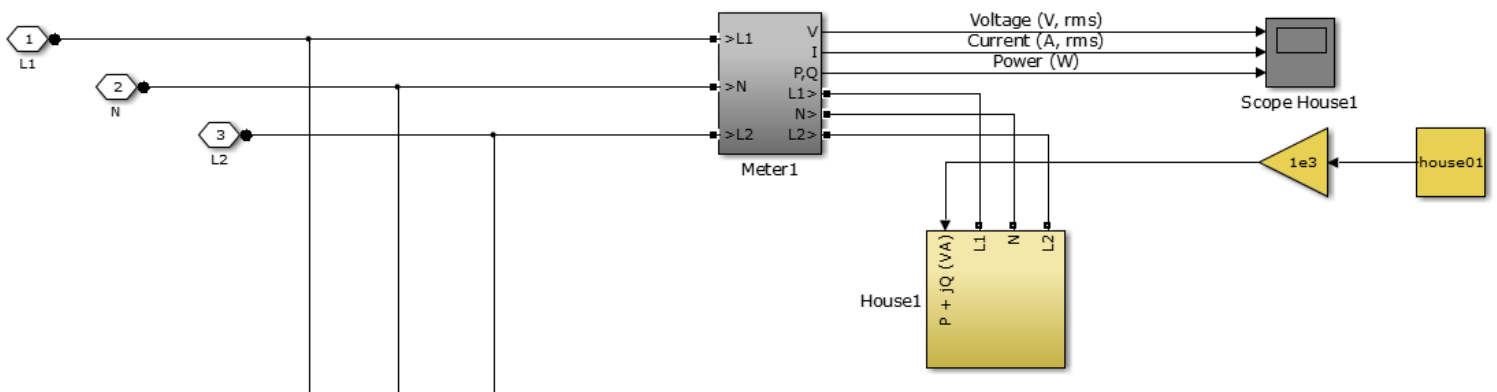 1
L1
2
N
3
L2
>L1
>N
>L2
V
I
P,Q
L1>
N>
L2>
Meter1
Voltage (V, rms)
Current (A, rms)
Power (W)
Scope House1
1e3
house01
P + jQ (VA)
L1
N
L2
House1